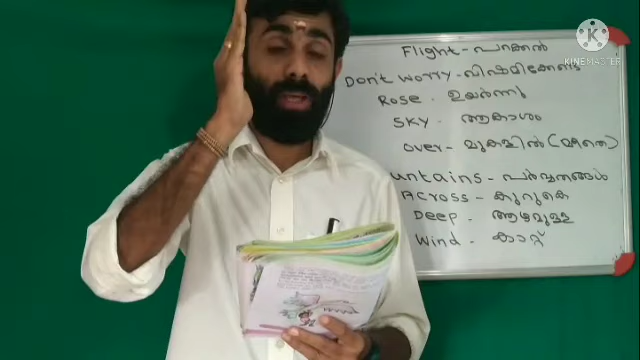 KINEMASTER
Flight - പറക്കൽ
Don't worry - വിഷമിക്കേണ്ട
Rose - ഉയർന്നു
SKY - ആകാശം
over - മുകളിൽ (മീതെ)
untains - പർവ്വതങ്ങൾ
Across - കുറുകെ
Deep - ആഴമുള്ള
Wind - കാറ്റ്